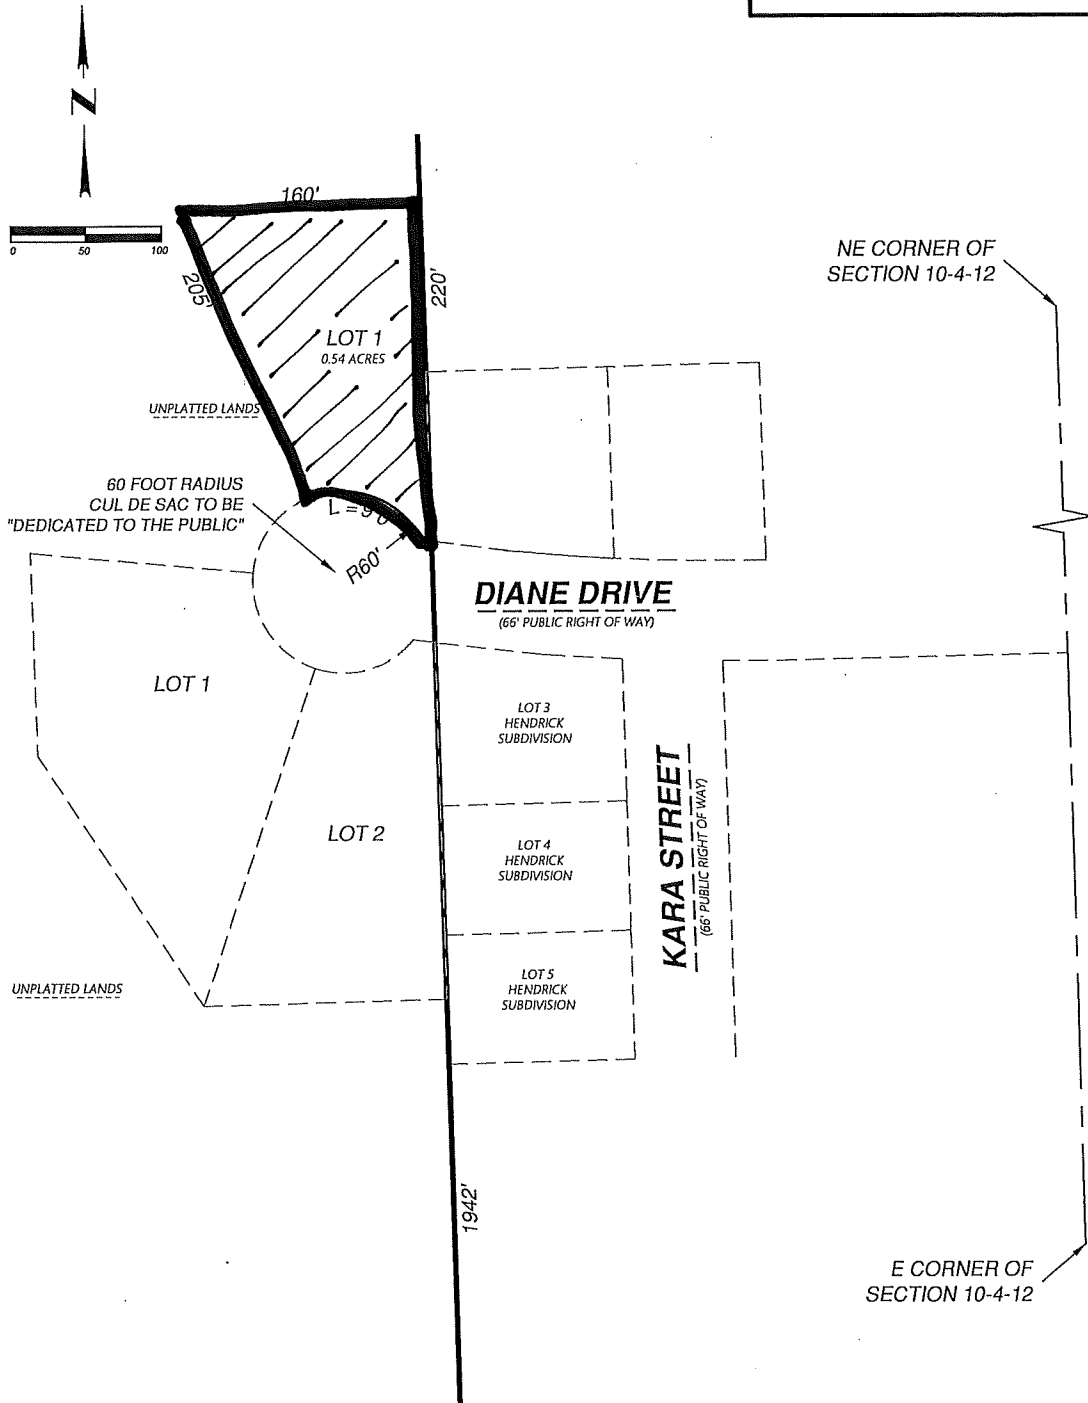 N
160'
0 50 100
NE CORNER OF
SECTION 10-4-12
205'
220'
LOT 1
0.54 ACRES
UNPLATTED LANDS
60 FOOT RADIUS
CUL DE SAC TO BE
"DEDICATED TO THE PUBLIC"
L =
R60'
DIANE DRIVE
(66' PUBLIC RIGHT OF WAY)
LOT 1
LOT 3
HENDRICK
SUBDIVISION
LOT 2
LOT 4
HENDRICK
SUBDIVISION
KARA STREET
(66' PUBLIC RIGHT OF WAY)
UNPLATTED LANDS
LOT 5
HENDRICK
SUBDIVISION
1942'
E CORNER OF
SECTION 10-4-12